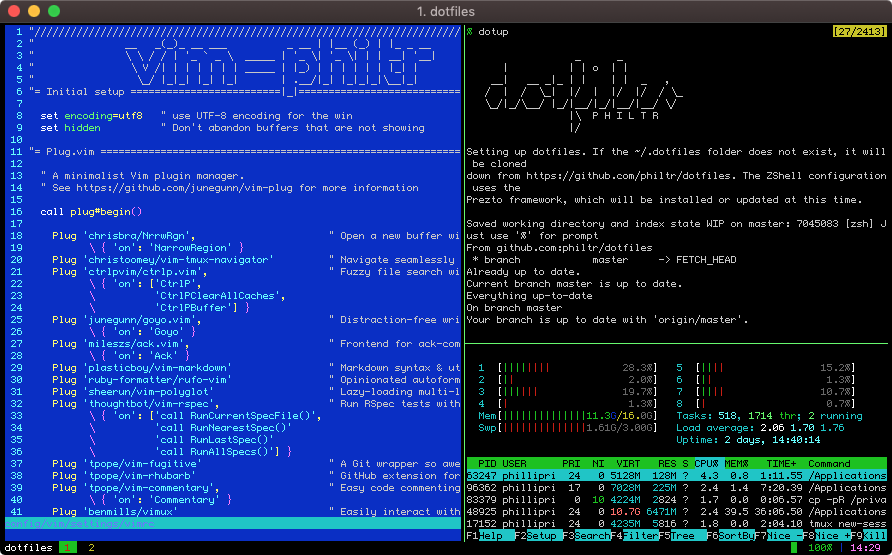 1. dotfiles
1 "////////////////////////////////////////////////////////////////////////
2 "
3 "
4 "
5 "
6 "= Initial setup =========================|_|===========================
7
8 set encoding=utf8 " use UTF-8 encoding for the win
9 set hidden " Don't abandon buffers that are not showing
10
11 "= Plug.vim ============================================================
12
13 " A minimalist Vim plugin manager.
14 " See https://github.com/junegunn/vim-plug for more information
15
16 call plug#begin()
17
18 Plug 'chrisbra/NrrwRgn', " Open a new buffer wi
19 \ { 'on': 'NarrowRegion' }
20 Plug 'christoomey/vim-tmux-navigator' " Navigate seamlessly
21 Plug 'ctrlpvim/ctrlp.vim', " Fuzzy file search wi
22 \ { 'on': ['CtrlP',
23 \ 'CtrlPClearAllCaches',
24 \ 'CtrlPBuffer'] }
25 Plug 'junegunn/goyo.vim', " Distraction-free wri
26 \ { 'on': 'Goyo' }
27 Plug 'mileszs/ack.vim', " Frontend for ack-com
28 \ { 'on': 'Ack' }
29 Plug 'plasticboy/vim-markdown' " Markdown syntax & ut
30 Plug 'ruby-formatter/rufo-vim' " Opinionated autoform
31 Plug 'sheerun/vim-polyglot' " Lazy-loading multi-l
32 Plug 'thoughtbot/vim-rspec', " Run RSpec tests with
33 \ { 'on': ['call RunCurrentSpecFile()',
34 \ 'call RunNearestSpec()'
35 \ 'call RunLastSpec()'
36 \ 'call RunAllSpecs()'] }
37 Plug 'tpope/vim-fugitive' " A Git wrapper so awe
38 Plug 'tpope/vim-rhubarb' " GitHub extension for
39 Plug 'tpope/vim-commentary', " Easy code commenting
40 \ { 'on': 'Commentary' }
41 Plug 'benmills/vimux' " Easily interact with
config/vim/settings/vimrc
% dotup [27/2413]
P H I L T R
Setting up dotfiles. If the ~/.dotfiles folder does not exist, it will
be cloned
down from https://github.com/philtr/dotfiles. The ZShell configuration
uses the
Prezto framework, which will be installed or updated at this time.
Saved working directory and index state WIP on master: 7045083 [zsh] J
ust use '%' for prompt
From github.com:philtr/dotfiles
* branch master -> FETCH_HEAD
Already up to date.
Current branch master is up to date.
Everything up-to-date
On branch master
Your branch is up to date with 'origin/master'.
1 [|||||||| 28.3%] 5 [|||| 15.2%]
2 [|| 2.0%] 6 [|| 1.3%]
3 [|||||| 19.7%] 7 [|||| 10.7%]
4 [| 1.3%] 8 [| 0.7%]
Mem[|||||||||||||||11.3G/16.0G] Tasks: 518, 1714 thr; 2 running
Swp[|||||||||||||||1.61G/3.00G] Load average: 2.06 1.70 1.76
Uptime: 2 days, 14:40:14
PID USER PRI NI VIRT RES S CPU% MEM% TIME+ Command
63247 phillipri 24 0 5128M 128M ? 4.3 0.8 1:11.55 /Applications
96362 phillipri 17 0 7028M 225M ? 2.4 1.4 7:20.39 /Applications
83379 phillipri 24 10 4224M 2824 ? 1.7 0.0 0:06.57 cp -pR /priva
48925 phillipri 24 0 10.7G 6471M ? 2.4 39.5 36:06.50 /Applications
17152 phillipri 24 0 4235M 5816 ? 1.8 0.0 2:04.10 tmux new-sess
F1Help F2Setup F3SearchF4FilterF5Tree F6SortByF7Nice -F8Nice +F9Kill
dotfiles 1 2 100% | 14:29